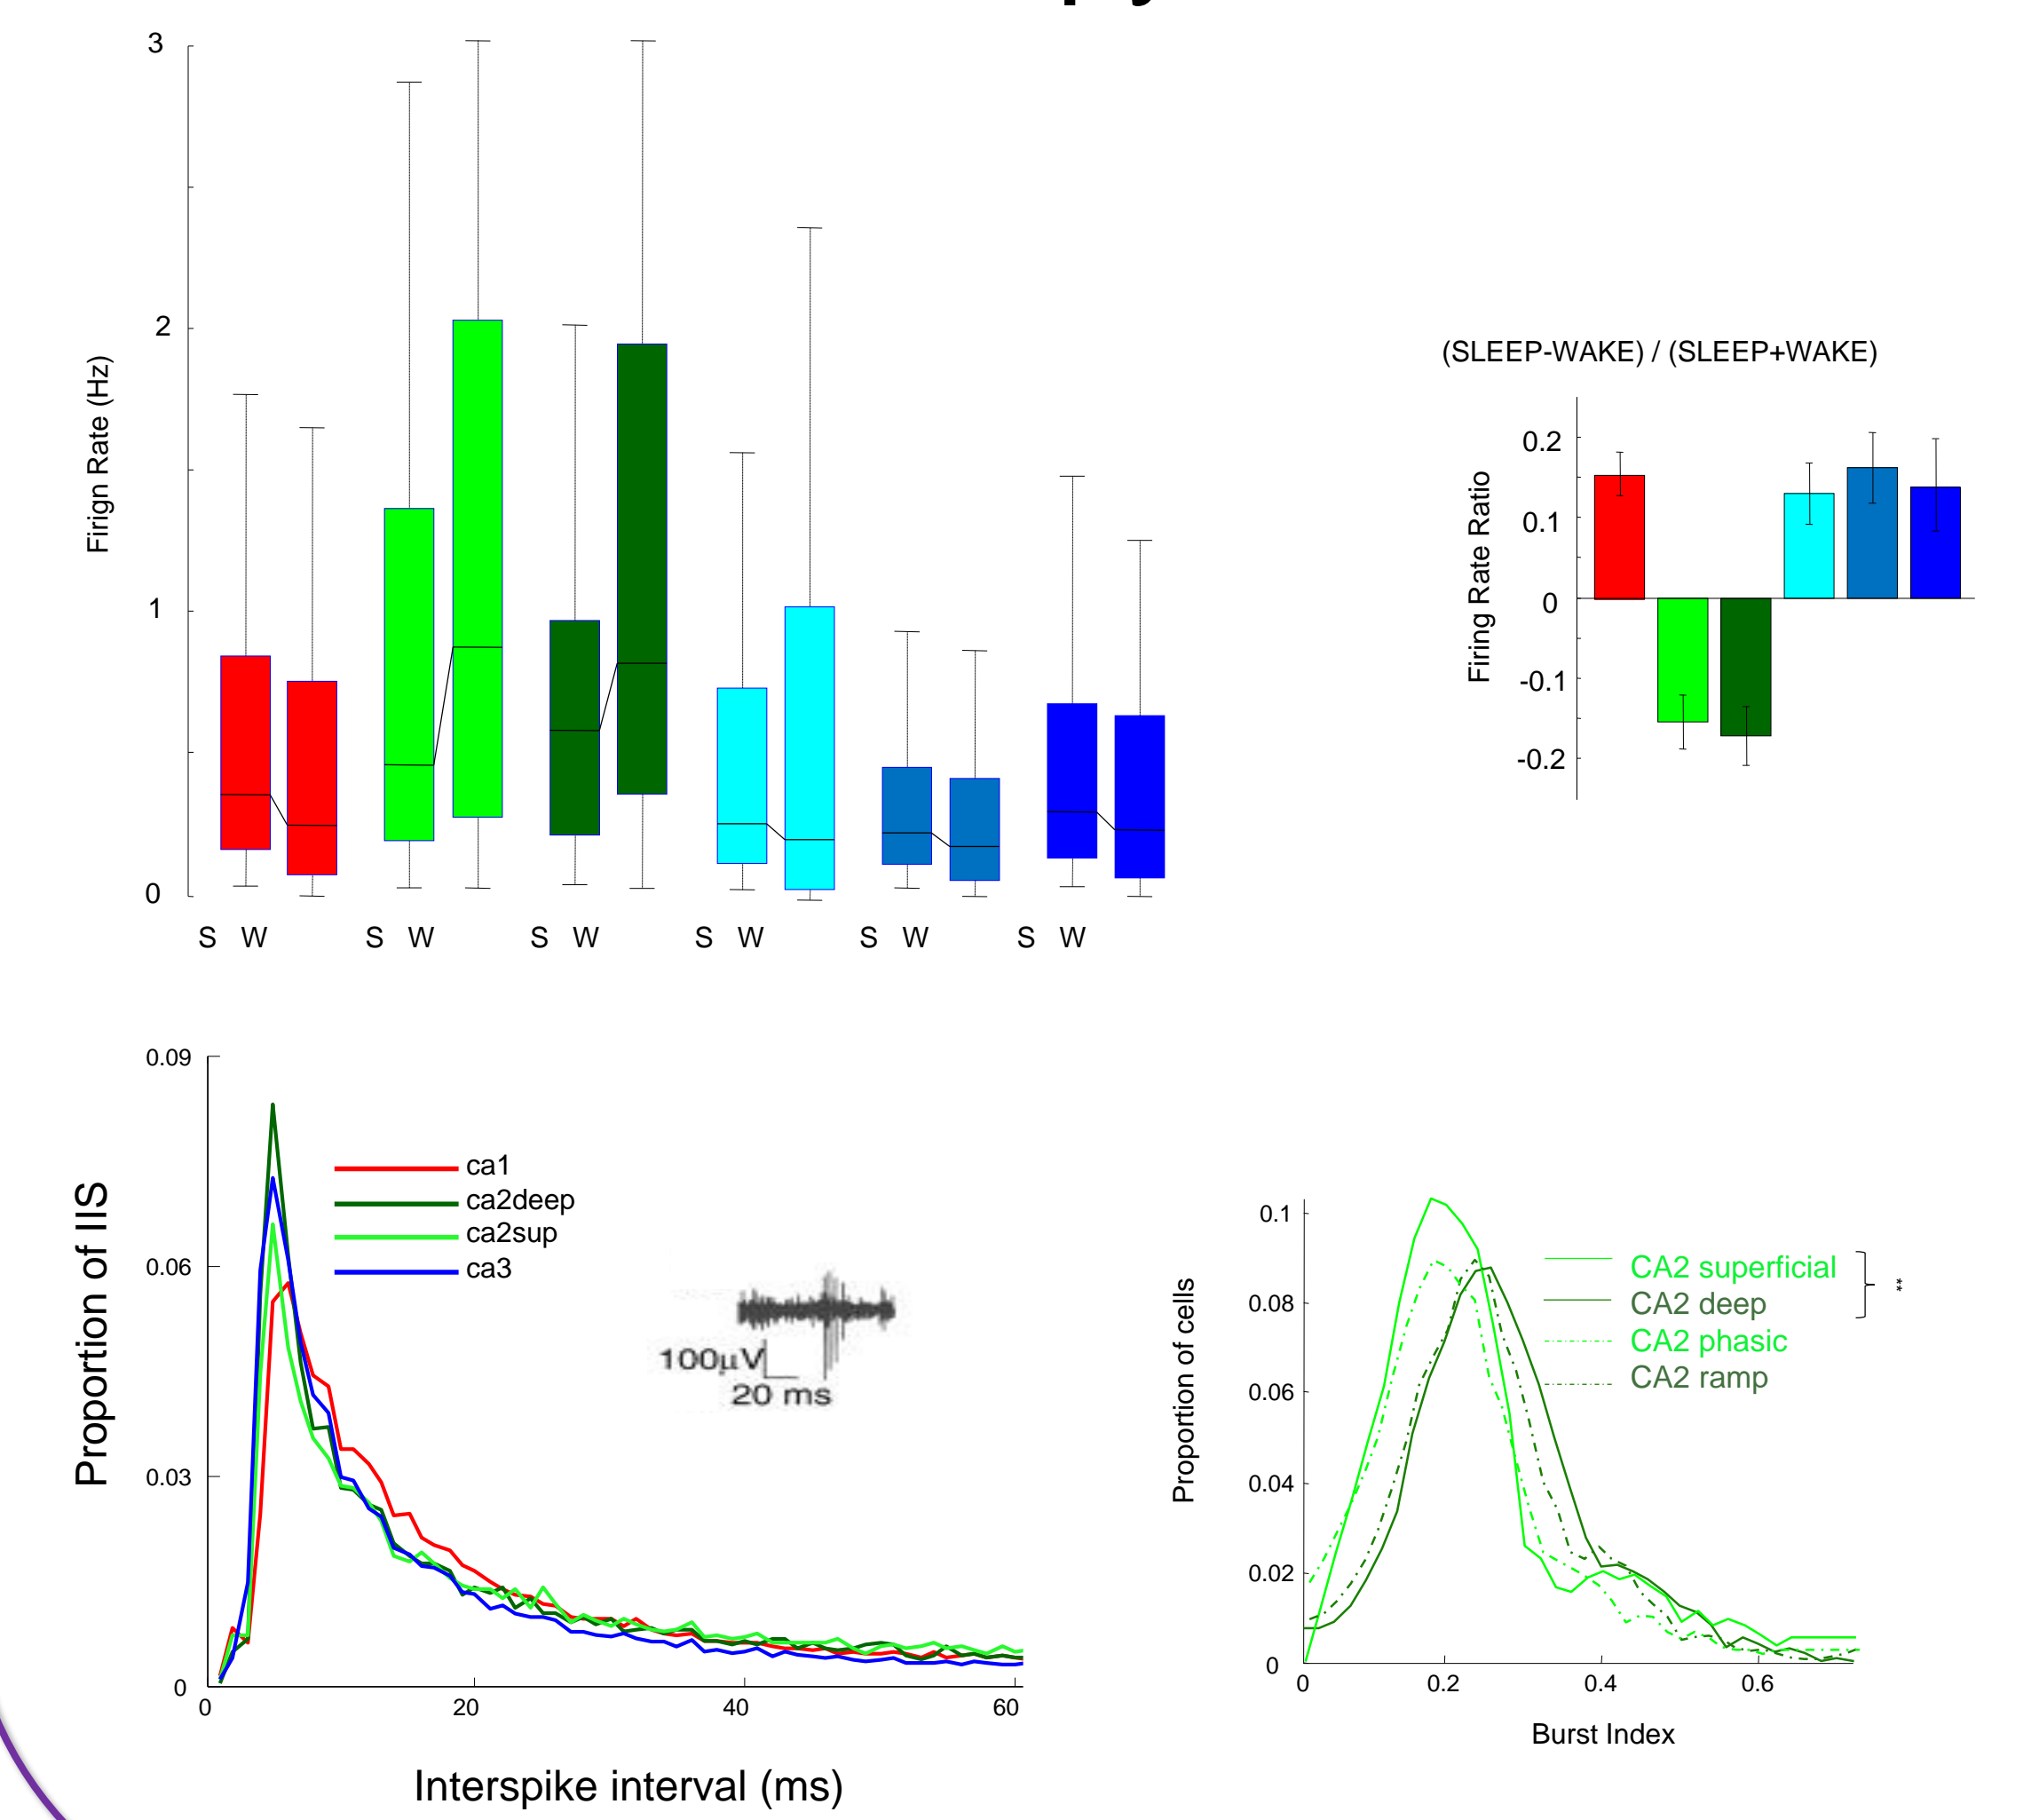 3
2
1
0
Firign Rate (Hz)
S W S W S W S W S W S W
(SLEEP-WAKE) / (SLEEP+WAKE)
0.2
0.1
0
-0.1
-0.2
Firing Rate Ratio
0.09
0.06
0.03
0
Proportion of IIS
ca1
ca2deep
ca2sup
ca3
100µV
20 ms
0 20 40 60
Interspike interval (ms)
0.1
0.08
0.06
0.04
0.02
0
Proportion of cells
CA2 superficial
CA2 deep
CA2 phasic
CA2 ramp
**
0 0.2 0.4 0.6
Burst Index